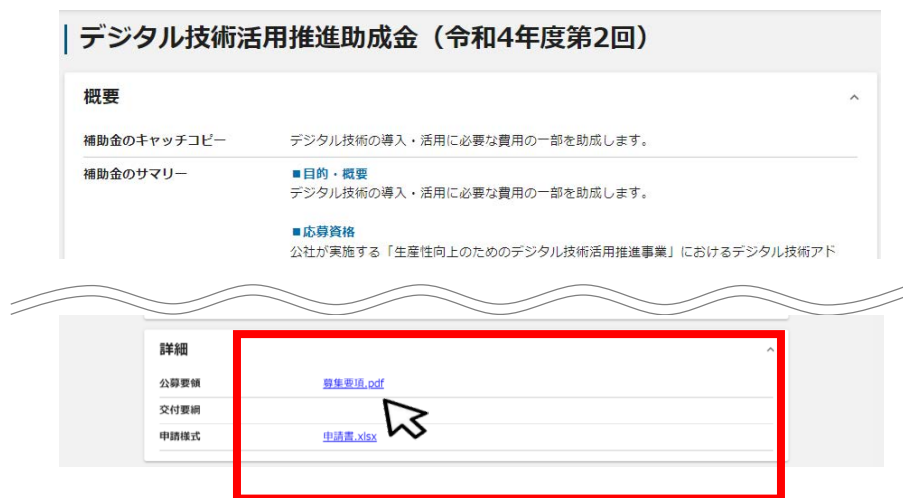 デジタル技術活用推進助成金（令和4年度第2回）
概要
補助金のキャッチコピー　デジタル技術の導入・活用に必要な費用の一部を助成します。
補助金のサマリー　■目的・概要
デジタル技術の導入・活用に必要な費用の一部を助成します。
■応募資格
公社が実施する「生産性向上のためのデジタル技術活用推進事業」におけるデジタル技術アド
詳細
公募要領　募集要項.pdf
交付要綱
申請様式　申請書.xlsx